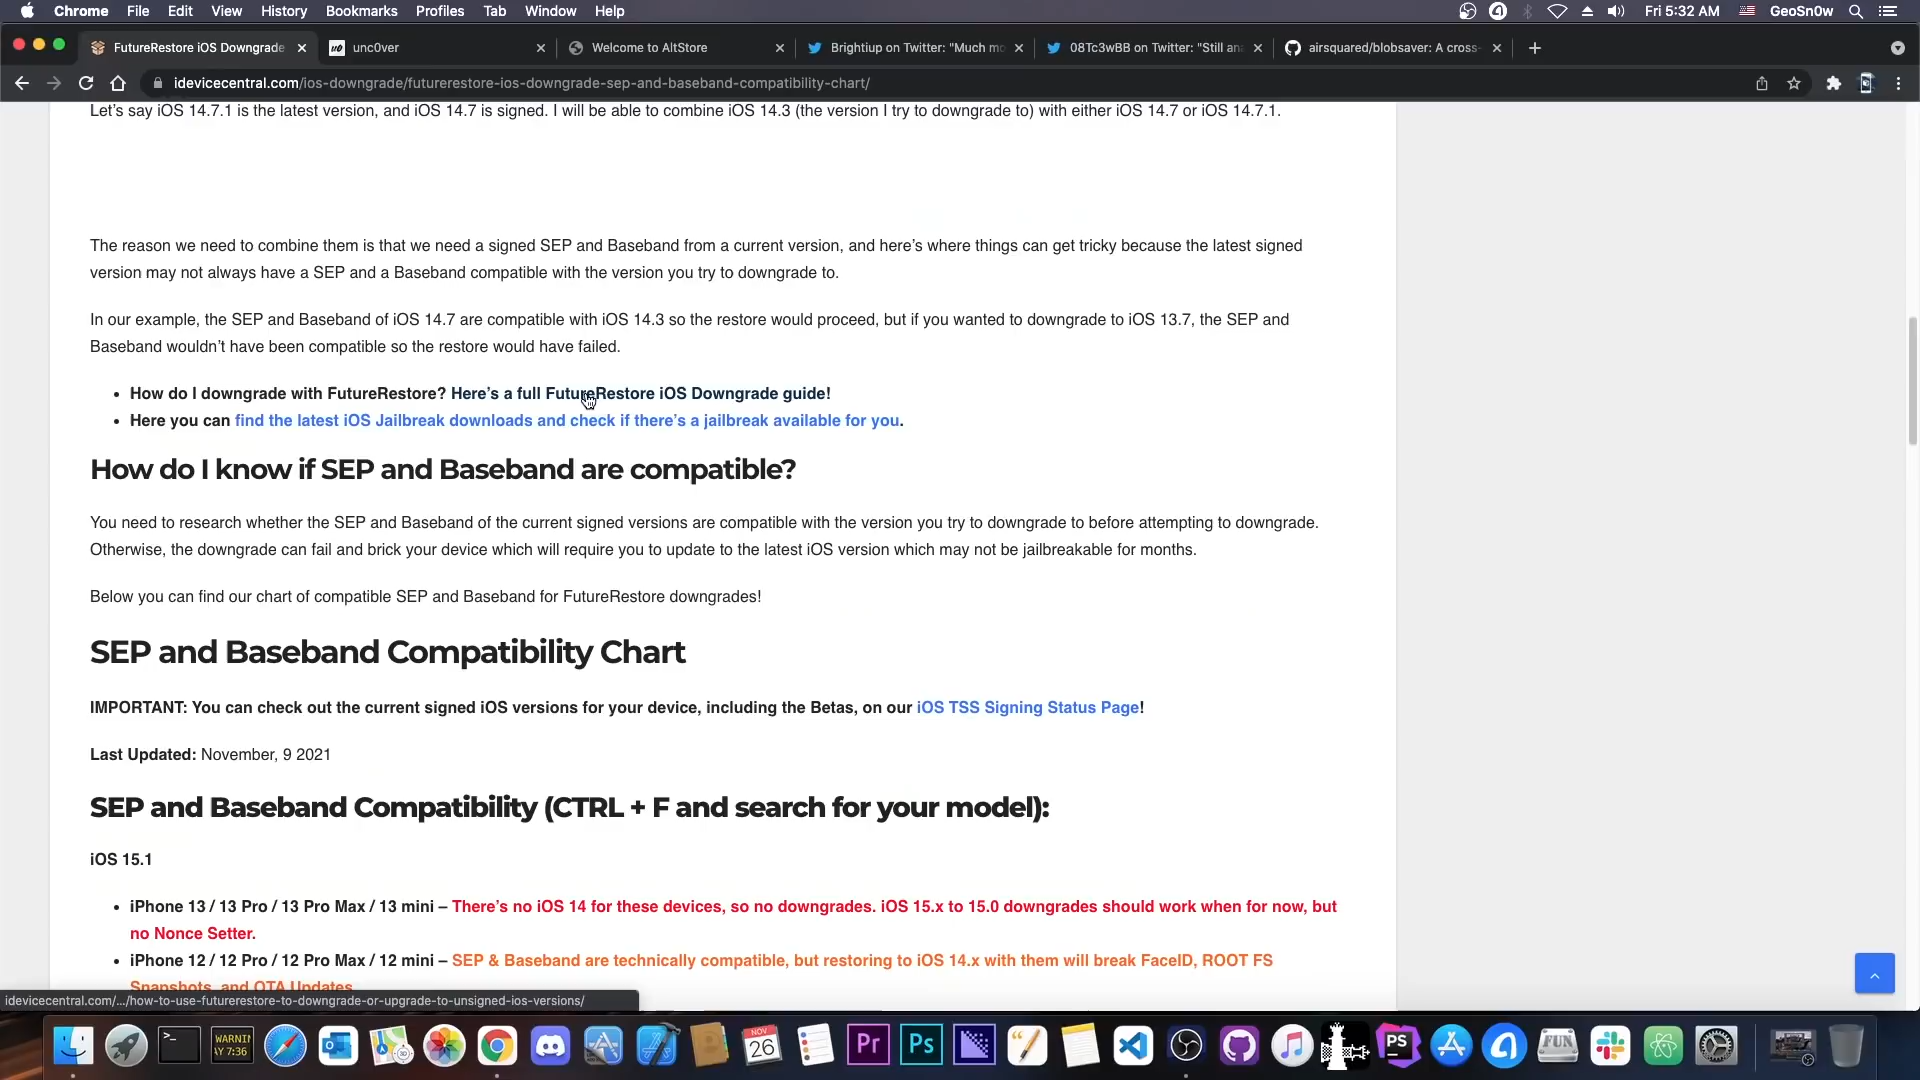 Chrome File Edit View History Bookmarks Profiles Tab Window Help Fri 5:32 AM GeoSn0w
FutureRestore iOS Downgrade unc0ver Welcome to AltStore Brightiup on Twitter: "Much mo 08Tc3wBB on Twitter: "Still an airsquared/blobsaver: A cross-
idevicecentral.com/ios-downgrade/futurerestore-ios-downgrade-sep-and-baseband-compatibility-chart/
Let's say iOS 14.7.1 is the latest version, and iOS 14.7 is signed. I will be able to combine iOS 14.3 (the version I try to downgrade to) with either iOS 14.7 or iOS 14.7.1.
The reason we need to combine them is that we need a signed SEP and Baseband from a current version, and here's where things can get tricky because the latest signed
version may not always have a SEP and a Baseband compatible with the version you try to downgrade to.
In our example, the SEP and Baseband of iOS 14.7 are compatible with iOS 14.3 so the restore would proceed, but if you wanted to downgrade to iOS 13.7, the SEP and
Baseband wouldn't have been compatible so the restore would have failed.
• How do I downgrade with FutureRestore? Here's a full FutureRestore iOS Downgrade guide!
• Here you can find the latest iOS Jailbreak downloads and check if there's a jailbreak available for you.
How do I know if SEP and Baseband are compatible?
You need to research whether the SEP and Baseband of the current signed versions are compatible with the version you try to downgrade to before attempting to downgrade.
Otherwise, the downgrade can fail and brick your device which will require you to update to the latest iOS version which may not be jailbreakable for months.
Below you can find our chart of compatible SEP and Baseband for FutureRestore downgrades!
SEP and Baseband Compatibility Chart
IMPORTANT: You can check out the current signed iOS versions for your device, including the Betas, on our iOS TSS Signing Status Page!
Last Updated: November, 9 2021
SEP and Baseband Compatibility (CTRL + F and search for your model):
iOS 15.1
• iPhone 13 / 13 Pro / 13 Pro Max / 13 mini – There's no iOS 14 for these devices, so no downgrades. iOS 15.x to 15.0 downgrades should work when for now, but
no Nonce Setter.
• iPhone 12 / 12 Pro / 12 Pro Max / 12 mini – SEP & Baseband are technically compatible, but restoring to iOS 14.x with them will break FaceID, ROOT FS
Snapshots, and OTA Updates.
idevicecentral.com/.../how-to-use-futurerestore-to-downgrade-or-upgrade-to-unsigned-ios-versions/
WARNIN
AY 7:36
NOV
26
Pr
Ps
PS
FUN